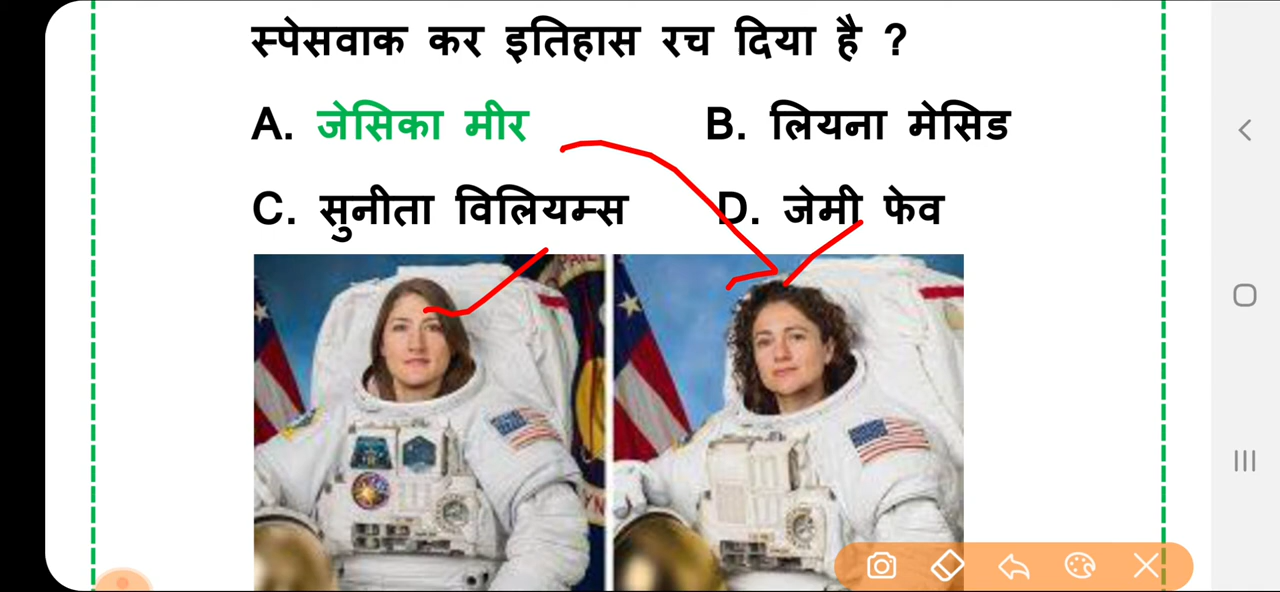 स्पेसवाक कर इतिहास रच दिया है ?
A. जेसिका मीर B. लियना मेसिड
C. सुनीता विलियम्स D. जेमी फेव